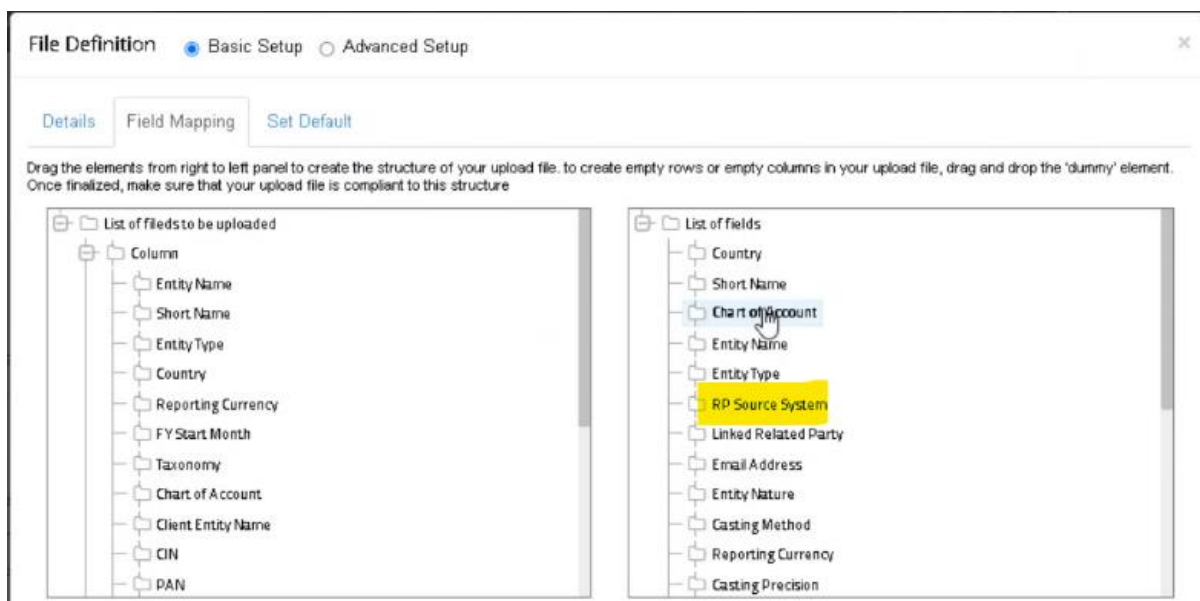 File Definition Basic Setup Advanced Setup
Details Field Mapping Set Default
Drag the elements from right to left panel to create the structure of your upload file. to create empty rows or empty columns in your upload file, drag and drop the 'dummy' element.
Once finalized, make sure that your upload file is compliant to this structure
List of fileds to be uploaded
Column
Entity Name
Short Name
Entity Type
Country
Reporting Currency
FY Start Month
Taxonomy
Chart of Account
Client Entity Name
CIN
PAN
List of fields
Country
Short Name
Chart of Account
Entity Name
Entity Type
RP Source System
Linked Related Party
Email Address
Entity Nature
Casting Method
Reporting Currency
Casting Precision